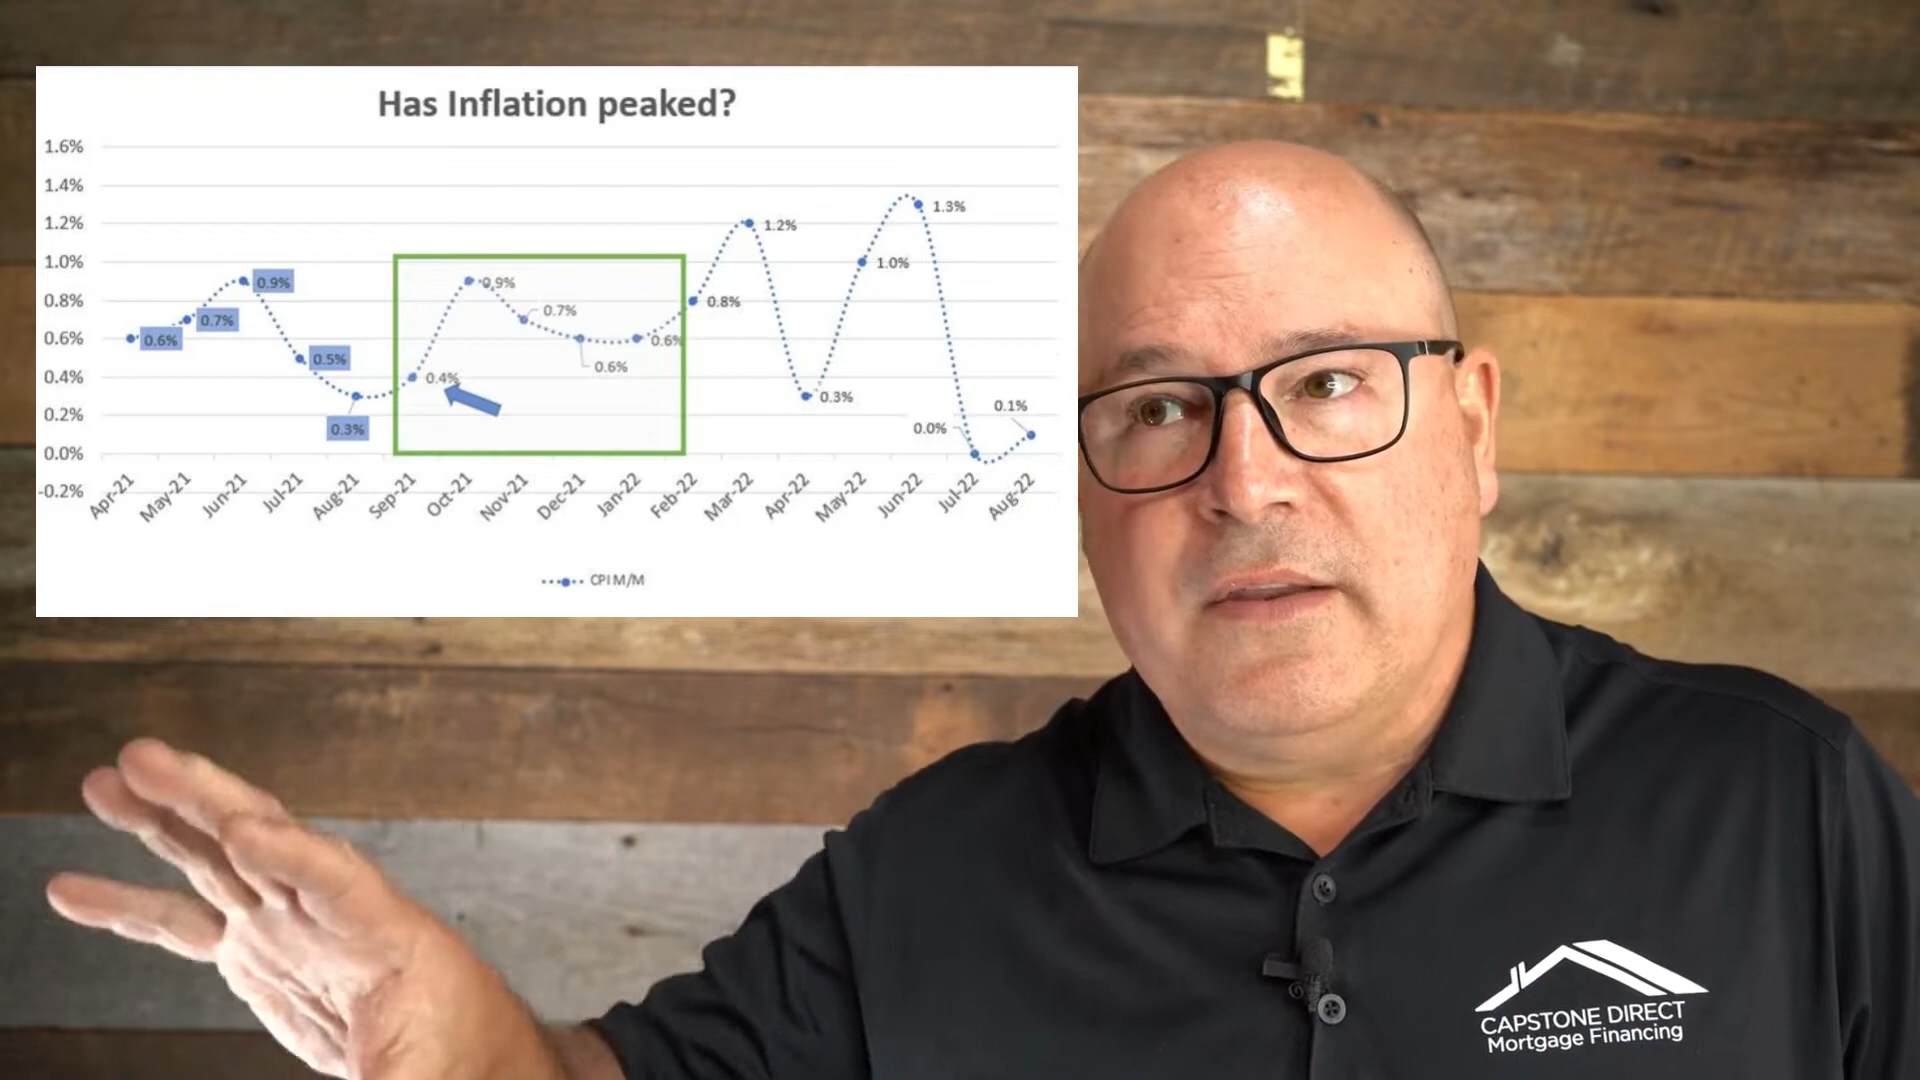 Has Inflation peaked?
1.6%
1.4%
1.2%
1.0%
0.8%
0.6%
0.4%
0.2%
0.0%
-0.2%
0.6%
0.7%
0.9%
0.5%
0.3%
0.4%
0.9%
0.7%
0.6%
0.6%
0.8%
1.2%
0.3%
1.0%
1.3%
0.0%
0.1%
Apr-21
May-21
Jun-21
Jul-21
Aug-21
Sep-21
Oct-21
Nov-21
Dec-21
Jan-22
Feb-22
Mar-22
Apr-22
May-22
Jun-22
Jul-22
Aug-22
CPI M/M
CAPSTONE DIRECT
Mortgage Financing